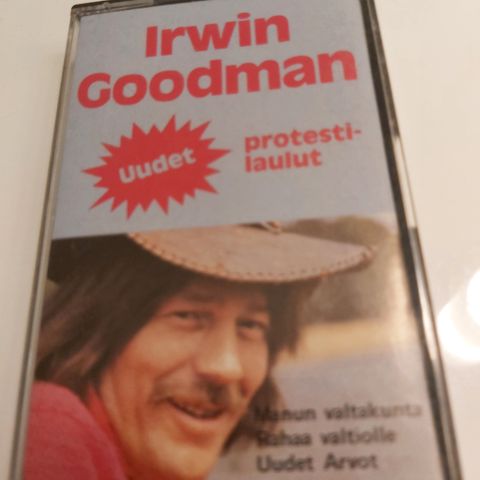 Irwin
Goodman
Uudet
protesti-
laulut
Manun valtakunta
Rahaa valtiolle
Uudet Arvot